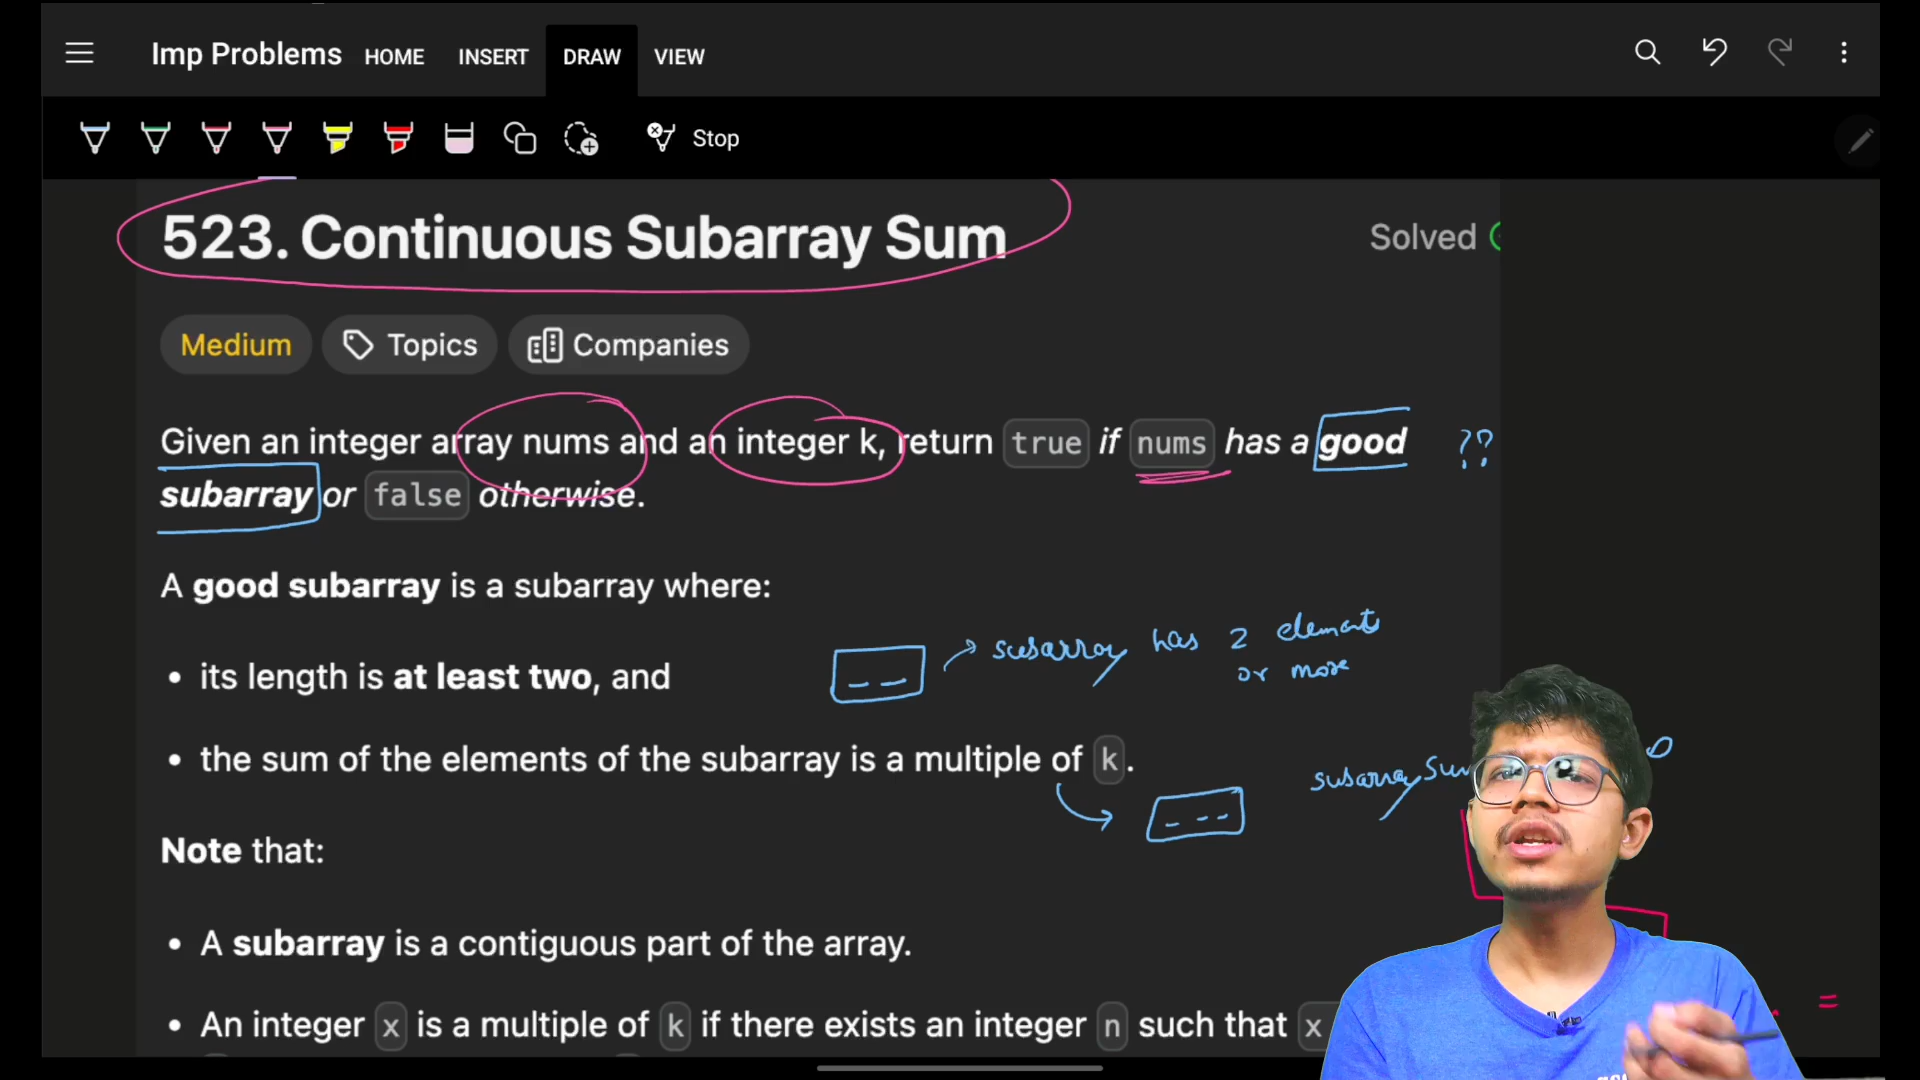 Imp Problems HOME INSERT DRAW VIEW
Stop
523. Continuous Subarray Sum
Solved
Medium Topics Companies
Given an integer array nums and an integer k, return true if nums has a good ??
subarray or false otherwise.
A good subarray is a subarray where:
subarray has 2 elements
or more
• its length is at least two, and
• the sum of the elements of the subarray is a multiple of k.
subarray
Note that:
• A subarray is a contiguous part of the array.
• An integer x is a multiple of k if there exists an integer n such that x
=